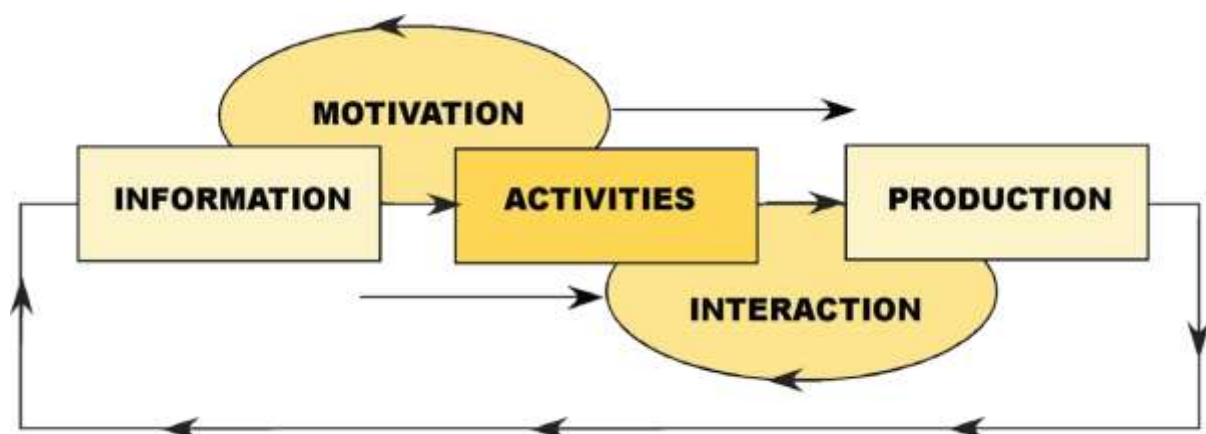 MOTIVATION
INFORMATION
ACTIVITIES
PRODUCTION
INTERACTION